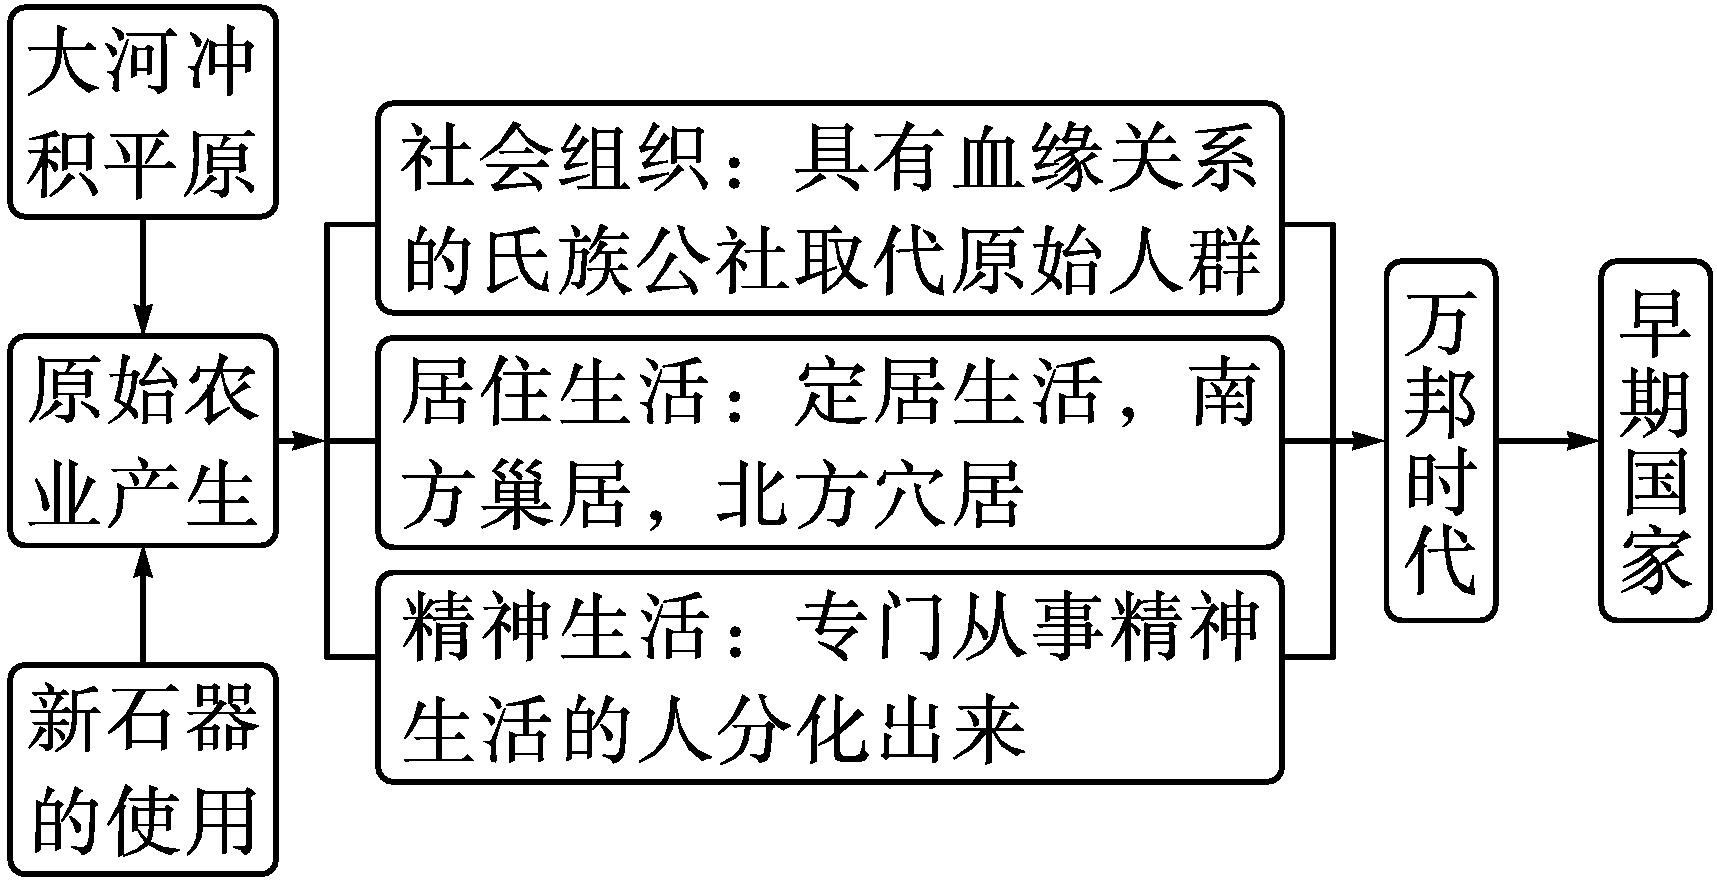 大河冲
积平原
原始农
业产生
新石器
的使用
社会组织：具有血缘关系
的氏族公社取代原始人群
居住生活：定居生活，南
方巢居，北方穴居
精神生活：专门从事精神
生活的人分化出来
万邦时代
早期国家